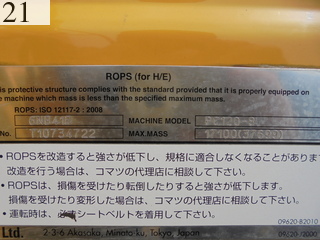 21
ROPS (for H/E)
is protective structure complies with the standard provided that it is properly equipped on
e machine which mass is less than the specified maximum mass.
ROPS: ISO 12117-2 : 2008
MACHINE MODEL
No. MAX.MASS
• ROPSを改造すると強さが低下し、規格に適合しなくなることがあります
改造を行う場合は、コマツの代理店に相談して下さい。
• ROPSは、損傷を受けたり転倒したりすると強さが低下します。
損傷を受けたり変形した場合は、コマツの代理店に相談して下さい。
• 運転時は、必ずシートベルトを着用して下さい。
09620-B2010
Ltd. 2-3-6 Akasaka, Minato-ku, Tokyo, Japan